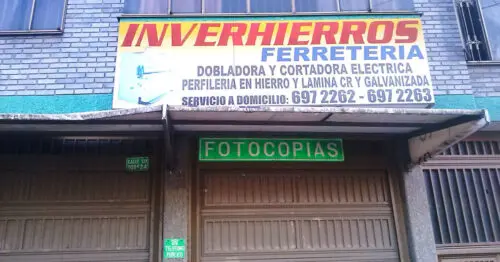 INVERHIERROS
FERRETERIA
DOBLADORA Y CORTADORA ELECTRICA
PERFILERIA EN HIERRO Y LAMINA CR Y GALVANIZADA
SERVICIO A DOMICILIO: 697 2262 - 697 2263
FOTOCOPIAS